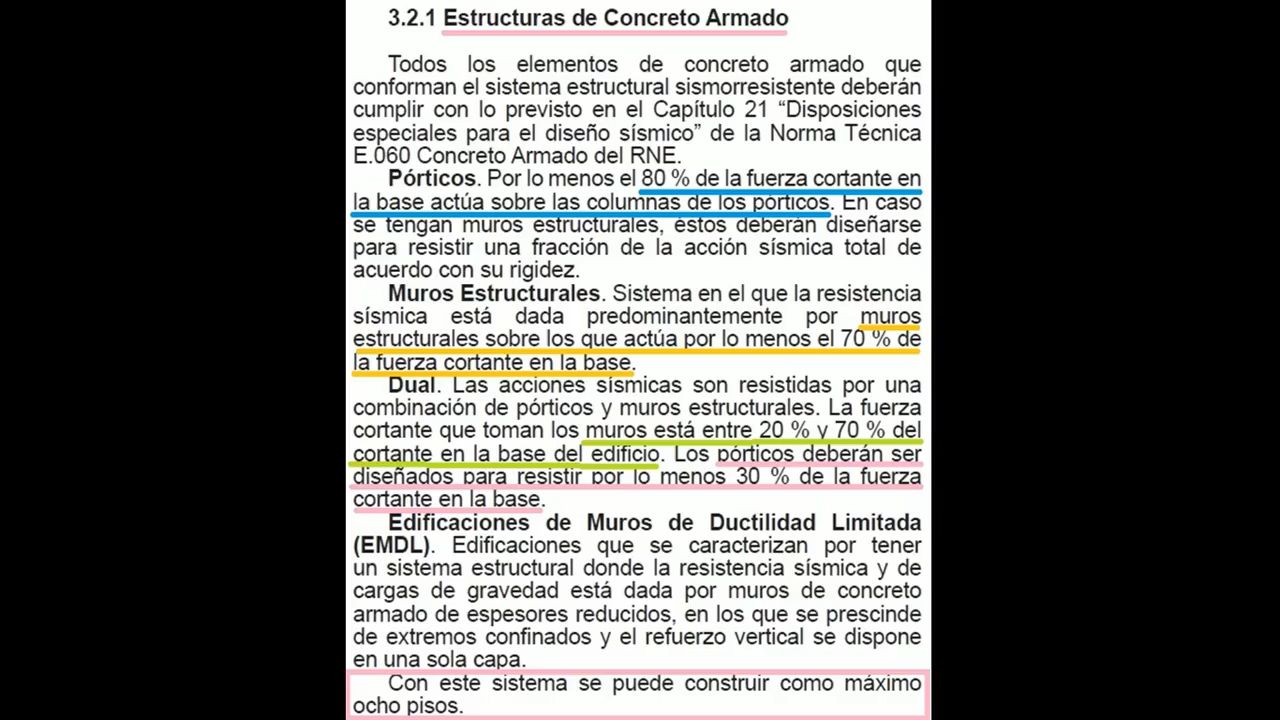 3.2.1 Estructuras de Concreto Armado
Todos los elementos de concreto armado que
conforman el sistema estructural sismorresistente deberán
cumplir con lo previsto en el Capítulo 21 “Disposiciones
especiales para el diseño sísmico” de la Norma Técnica
E.060 Concreto Armado del RNE.
Pórticos. Por lo menos el 80 % de la fuerza cortante en
la base actúa sobre las columnas de los pórticos. En caso
se tengan muros estructurales, éstos deberán diseñarse
para resistir una fracción de la acción sísmica total de
acuerdo con su rigidez.
Muros Estructurales. Sistema en el que la resistencia
sísmica está dada predominantemente por muros
estructurales sobre los que actúa por lo menos el 70 % de
la fuerza cortante en la base.
Dual. Las acciones sísmicas son resistidas por una
combinación de pórticos y muros estructurales. La fuerza
cortante que toman los muros está entre 20 % y 70 % del
cortante en la base del edificio. Los pórticos deberán ser
diseñados para resistir por lo menos 30 % de la fuerza
cortante en la base.
Edificaciones de Muros de Ductilidad Limitada
(EMDL). Edificaciones que se caracterizan por tener
un sistema estructural donde la resistencia sísmica y de
cargas de gravedad está dada por muros de concreto
armado de espesores reducidos, en los que se prescinde
de extremos confinados y el refuerzo vertical se dispone
en una sola capa.
Con este sistema se puede construir como máximo
ocho pisos.